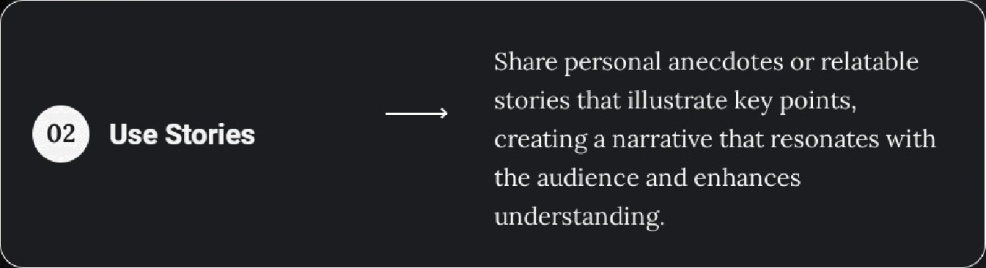 02 Use Stories
Share personal anecdotes or relatable
stories that illustrate key points,
creating a narrative that resonates with
the audience and enhances
understanding.